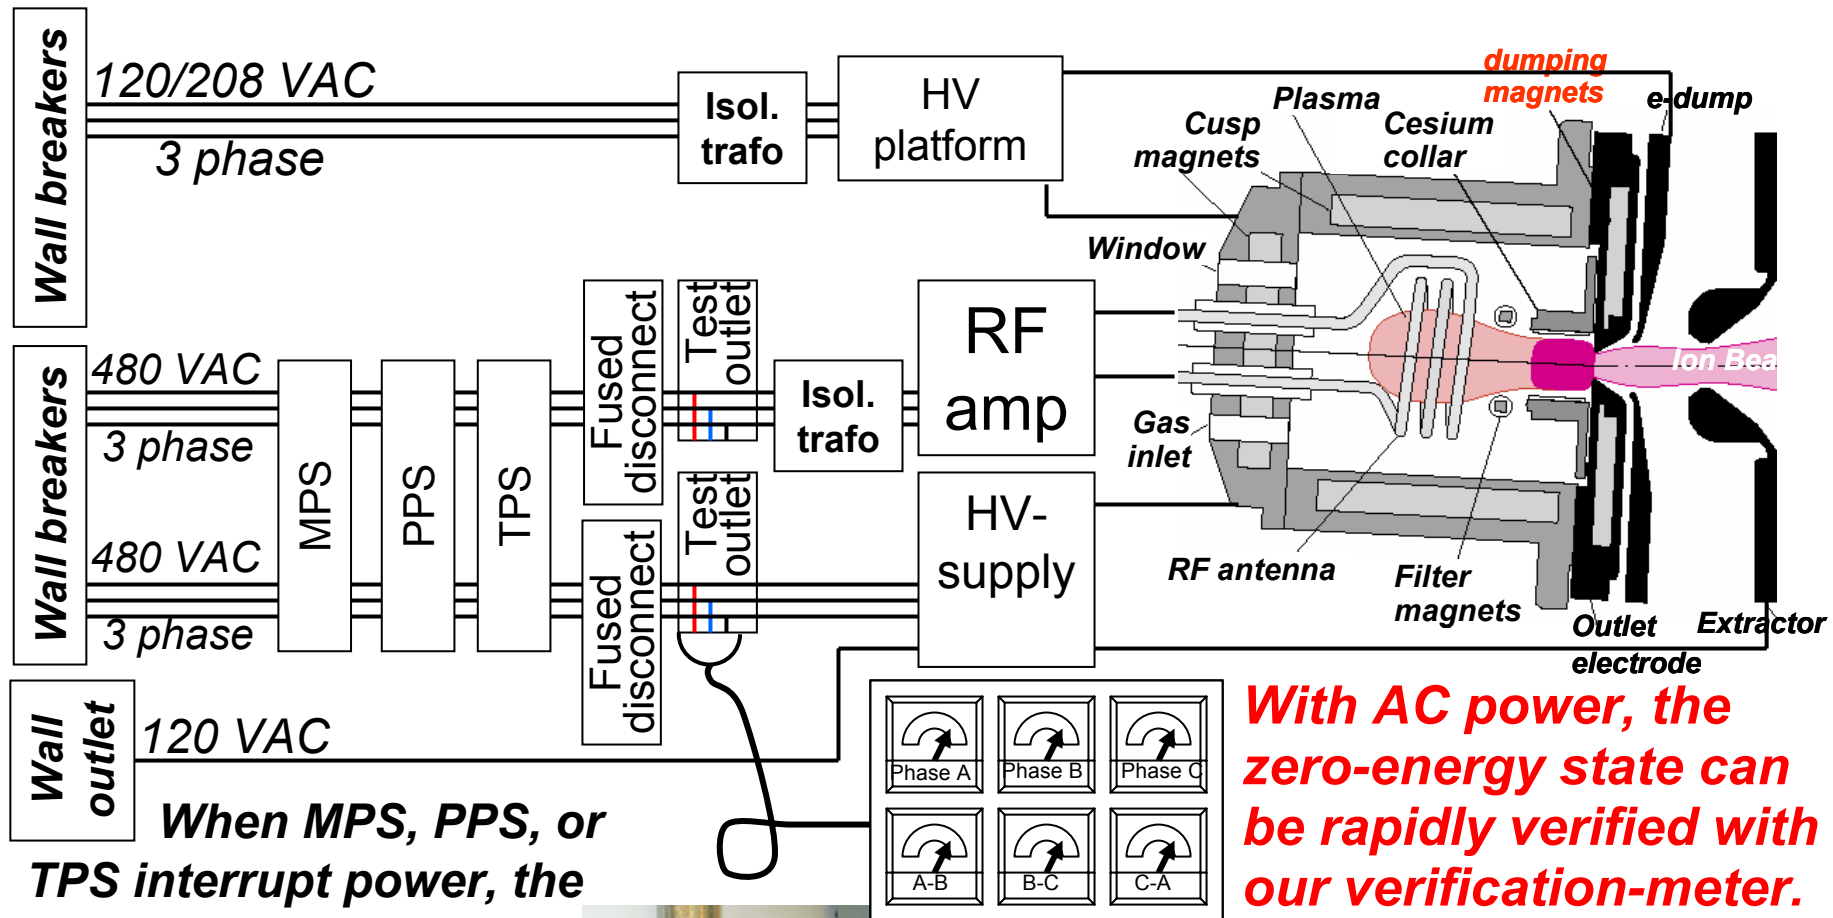 Wall breakers
120/208 VAC
3 phase
Isol.
trafo
HV
platform
dumping
magnets
e-dump
Plasma
Cusp
magnets
Cesium
collar
Window
Wall breakers
480 VAC
3 phase
480 VAC
3 phase
MPS
PPS
TPS
Fused
disconnect
Test
outlet
Isol.
trafo
RF
amp
Gas
inlet
Ion Bea
Fused
disconnect
Test
outlet
HV-
supply
RF antenna
Filter
magnets
Outlet
electrode
Extractor
Wall
outlet
120 VAC
Phase A
Phase B
Phase C
A-B
B-C
C-A
When MPS, PPS, or
TPS interrupt power, the
With AC power, the
zero-energy state can
be rapidly verified with
our verification-meter.